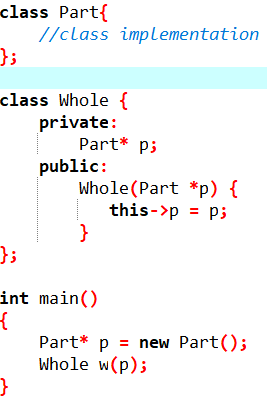 class Part{
    //class implementation
};

class Whole {
    private:
        Part* p;
    public:
        Whole(Part *p) {
           this->p = p;
        }
};

int main()
{
    Part* p = new Part();
    Whole w(p);
}